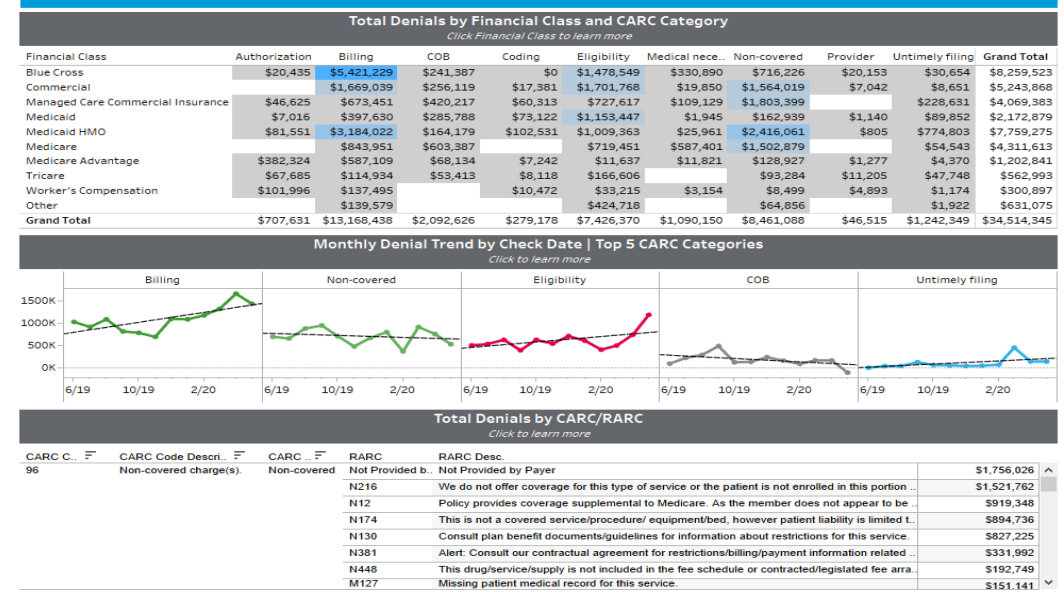 Total Denials by Financial Class and CARC Category
Click Financial Class to learn more
Financial Class Authorization Billing COB Coding Eligibility Medical nece.. Non-covered Provider Untimely filing Grand Total
Blue Cross $20,435 $5,421,229 $241,387 $0 $1,478,549 $330,890 $716,226 $20,153 $30,654 $8,259,523
Commercial $1,669,039 $256,119 $17,381 $1,701,768 $19,850 $1,564,019 $7,042 $8,651 $5,243,868
Managed Care Commercial Insurance $46,625 $673,451 $420,217 $60,313 $727,617 $109,129 $1,803,399 $228,631 $4,069,383
Medicaid $7,016 $397,630 $285,788 $73,122 $1,153,447 $1,945 $162,939 $1,140 $89,852 $2,172,879
Medicaid HMO $81,551 $3,184,022 $164,179 $102,531 $1,009,363 $25,961 $2,416,061 $805 $774,803 $7,759,275
Medicare $843,951 $603,387 $719,451 $587,401 $1,502,879 $54,543 $4,311,613
Medicare Advantage $382,324 $587,109 $68,134 $7,242 $11,637 $11,821 $128,927 $1,277 $4,370 $1,202,841
Tricare $67,685 $114,934 $53,413 $8,118 $166,606 $93,284 $11,205 $47,748 $562,993
Worker's Compensation $101,996 $137,495 $10,472 $33,215 $3,154 $8,499 $4,893 $1,174 $300,897
Other $139,579 $424,718 $64,856 $1,922 $631,075
Grand Total $707,631 $13,168,438 $2,092,626 $279,178 $7,426,370 $1,090,150 $8,461,088 $46,515 $1,242,349 $34,514,345
Monthly Denial Trend by Check Date | Top 5 CARC Categories
Click to learn more
Billing Non-covered Eligibility COB Untimely filing
1500K
1000K
500K
0K
6/19 10/19 2/20 6/19 10/19 2/20 6/19 10/19 2/20 6/19 10/19 2/20 6/19 10/19 2/20
Total Denials by CARC/RARC
Click to learn more
CARC C.. CARC Code Descri.. CARC .. RARC RARC Desc.
96 Non-covered charge(s). Non-covered Not Provided b.. Not Provided by Payer $1,756,026
N216 We do not offer coverage for this type of service or the patient is not enrolled in this portion .. $1,521,762
N12 Policy provides coverage supplemental to Medicare. As the member does not appear to be .. $919,348
N174 This is not a covered service/procedure/ equipment/bed, however patient liability is limited t.. $894,736
N130 Consult plan benefit documents/guidelines for information about restrictions for this service. $827,225
N381 Alert: Consult our contractual agreement for restrictions/billing/payment information related .. $331,992
N448 This drug/service/supply is not included in the fee schedule or contracted/legislated fee arra.. $192,749
M127 Missing patient medical record for this service. $151,141